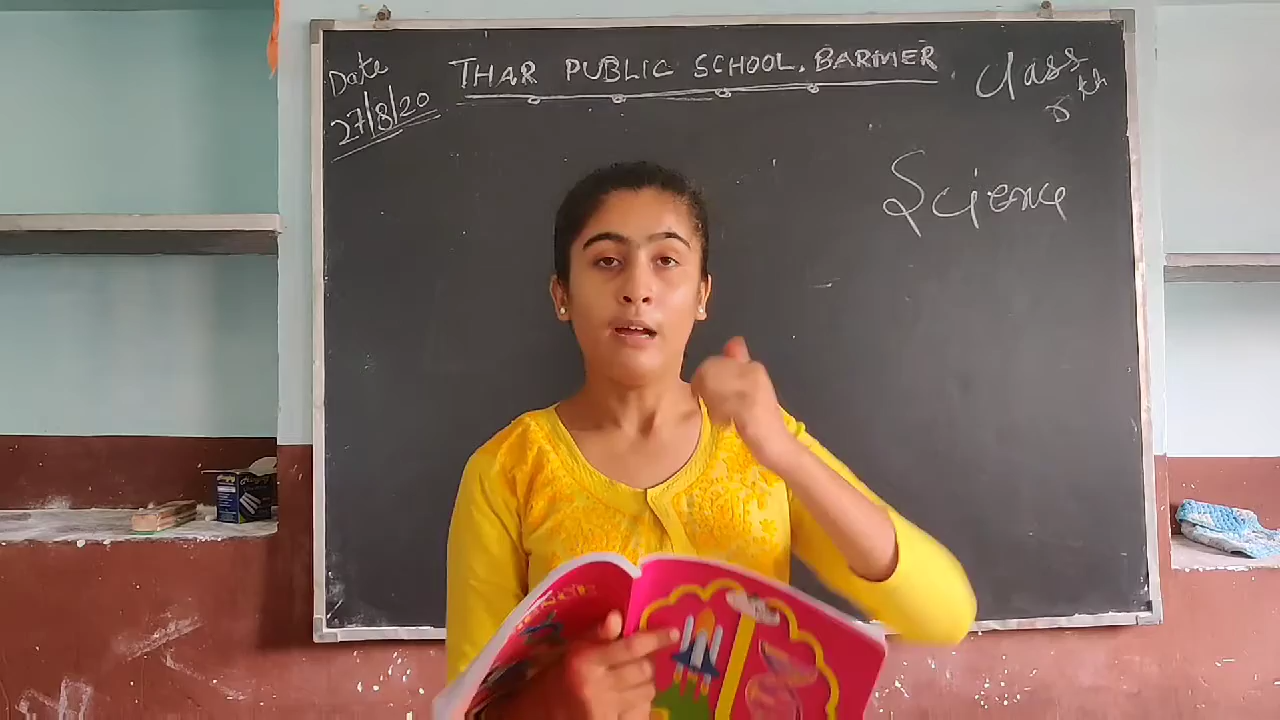 Date
27/8/20
THAR PUBLIC SCHOOL, BARMER
Class
8th
Science